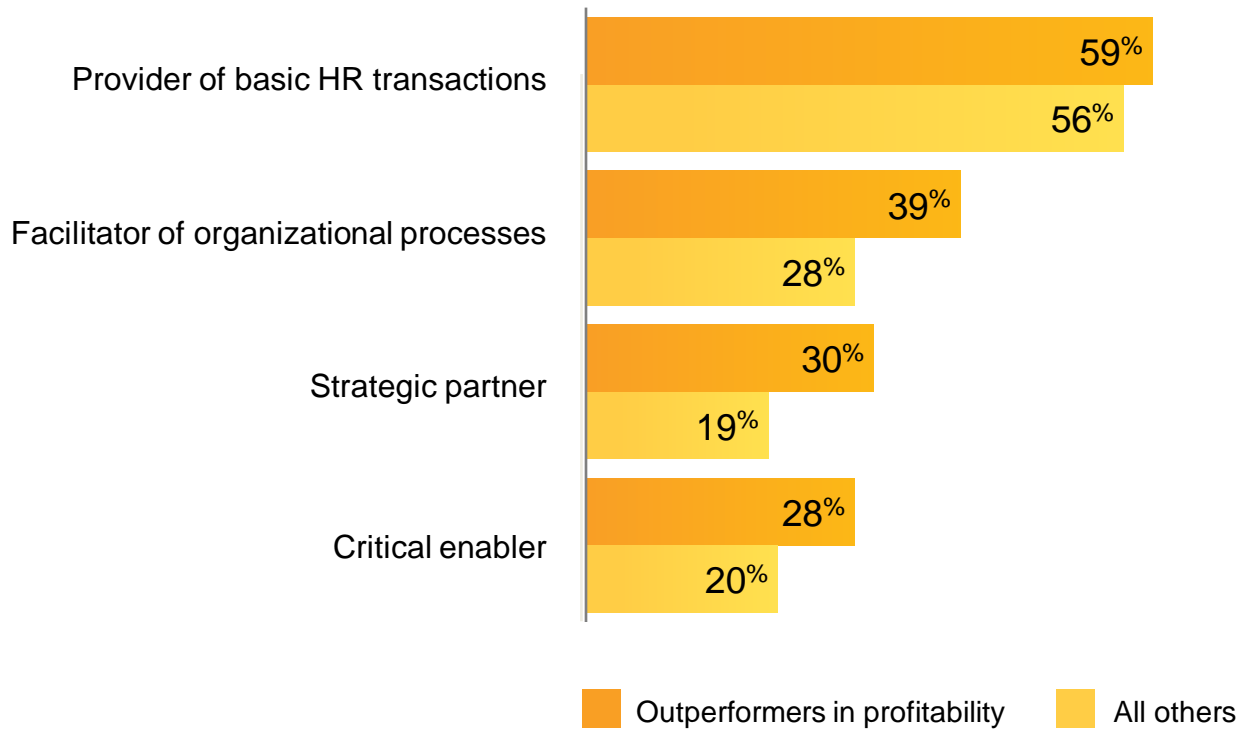 59%
Provider of basic HR transactions
56%
39%
Facilitator of organizational processes
28%
30%
Strategic partner
19%
28%
Critical enabler
20%
Outperformers in profitability
All others